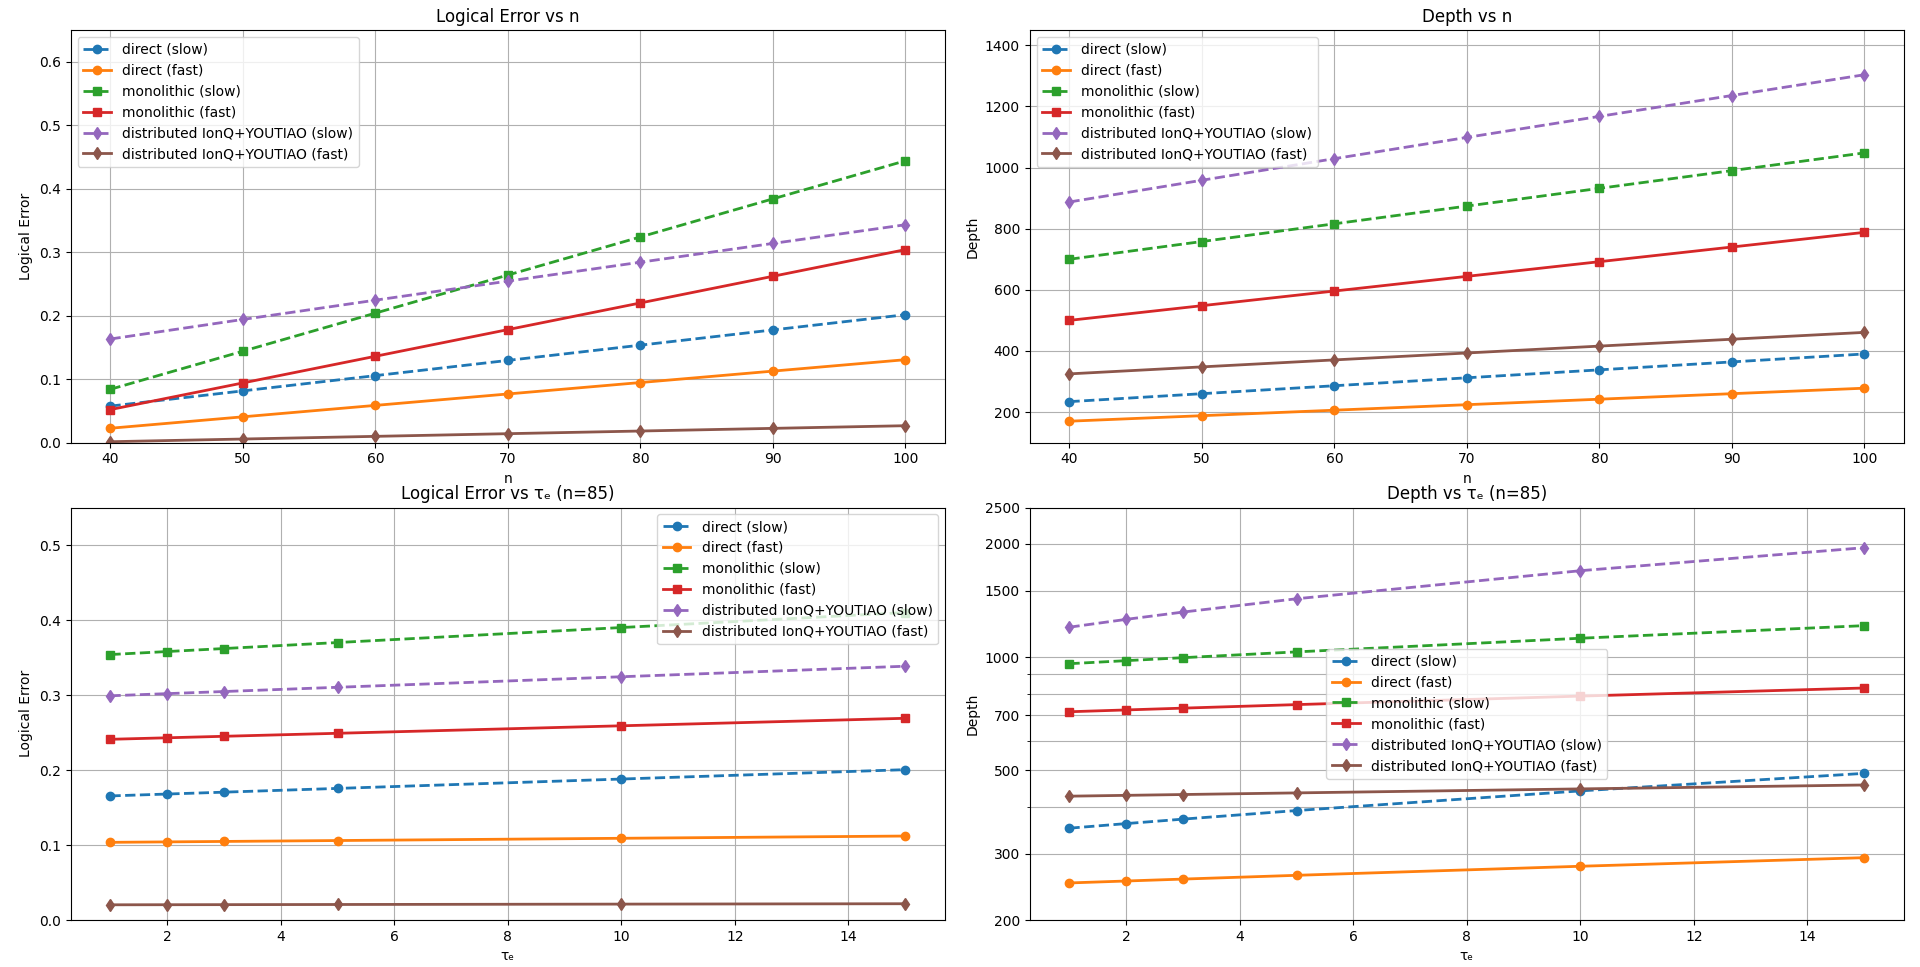 Logical Error vs n
Logical Error
0.6
0.5
0.4
0.3
0.2
0.1
0.0
direct (slow)
direct (fast)
monolithic (slow)
monolithic (fast)
distributed IonQ+YOUTIAO (slow)
distributed IonQ+YOUTIAO (fast)
40 50 60 70 80 90 100
n
Depth vs n
Depth
1400
1200
1000
800
600
400
200
direct (slow)
direct (fast)
monolithic (slow)
monolithic (fast)
distributed IonQ+YOUTIAO (slow)
distributed IonQ+YOUTIAO (fast)
40 50 60 70 80 90 100
n
Logical Error vs τₑ (n=85)
Logical Error
0.5
0.4
0.3
0.2
0.1
0.0
direct (slow)
direct (fast)
monolithic (slow)
monolithic (fast)
distributed IonQ+YOUTIAO (slow)
distributed IonQ+YOUTIAO (fast)
2 4 6 8 10 12 14
τₑ
Depth vs τₑ (n=85)
Depth
2500
2000
1500
1000
700
500
300
200
direct (slow)
direct (fast)
monolithic (slow)
monolithic (fast)
distributed IonQ+YOUTIAO (slow)
distributed IonQ+YOUTIAO (fast)
2 4 6 8 10 12 14
τₑ